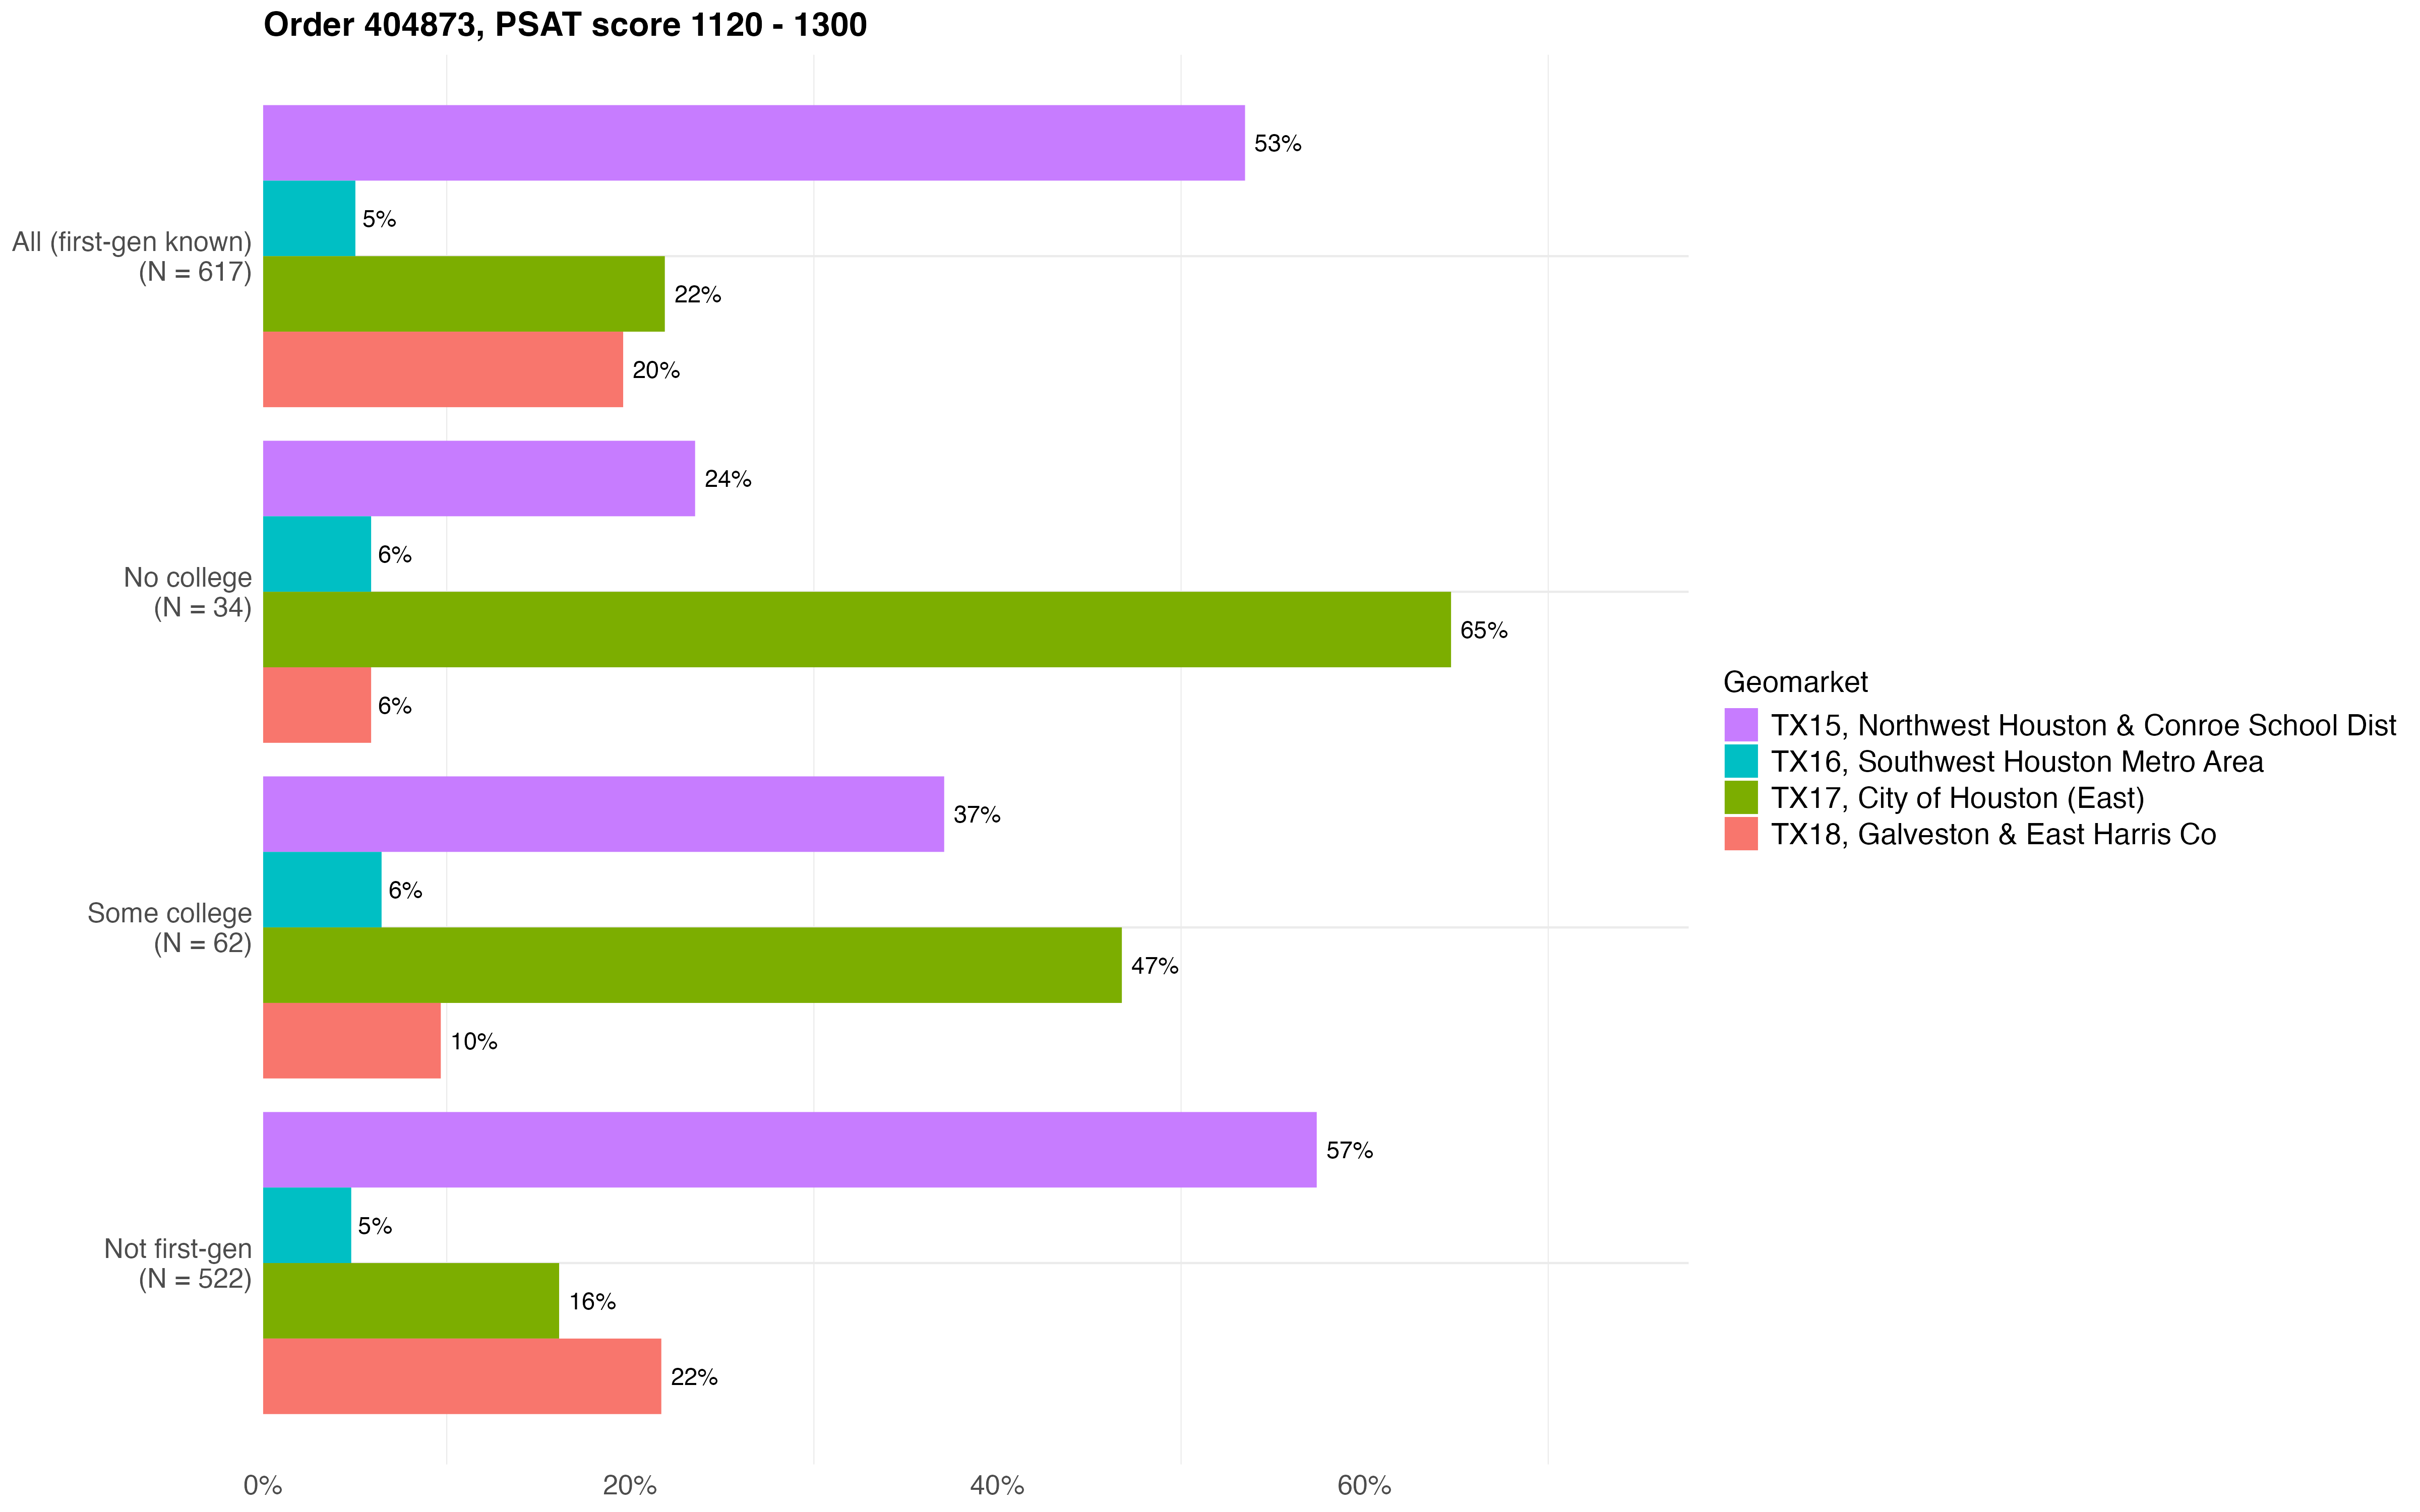 Order 404873, PSAT score 1120 - 1300
All (first-gen known)
(N = 617)
53%
5%
22%
20%
No college
(N = 34)
24%
6%
65%
6%
Some college
(N = 62)
37%
6%
47%
10%
Not first-gen
(N = 522)
57%
5%
16%
22%
0%
20%
40%
60%
Geomarket
TX15, Northwest Houston & Conroe School Dist
TX16, Southwest Houston Metro Area
TX17, City of Houston (East)
TX18, Galveston & East Harris Co